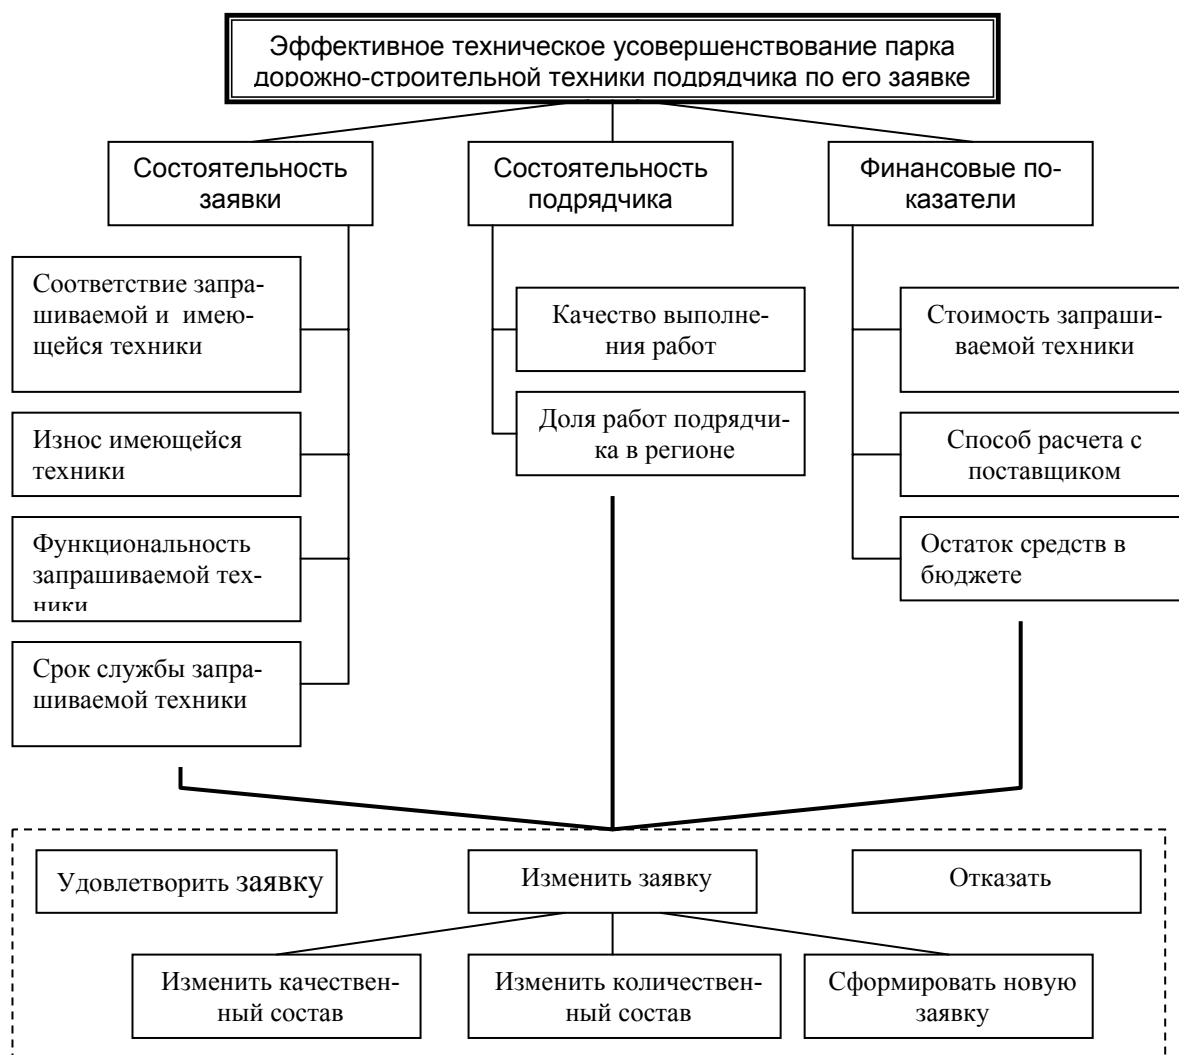 Эффективное техническое усовершенствование парка
дорожно-строительной техники подрядчика по его заявке
Состоятельность
заявки
Состоятельность
подрядчика
Финансовые по-
казатели
Соответствие запра-
шиваемой и имею-
щейся техники
Износ имеющейся
техники
Функциональность
запрашиваемой тех-
ники
Срок службы запра-
шиваемой техники
Качество выполне-
ния работ
Доля работ подрядчи-
ка в регионе
Стоимость запраши-
ваемой техники
Способ расчета с
поставщиком
Остаток средств в
бюджете
Удовлетворить заявку
Изменить заявку
Отказать
Изменить качествен-
ный состав
Изменить количествен-
ный состав
Сформировать новую
заявку